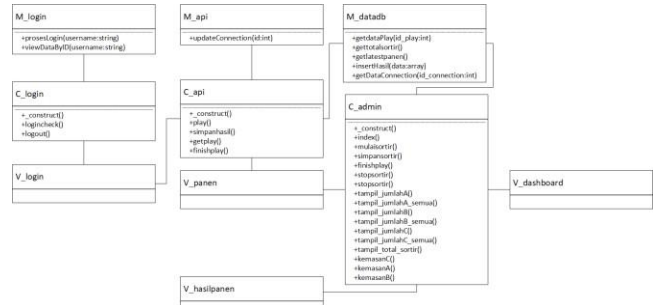 M_login
+prosesLogin(username:string)
+viewDataByID(username:string)
M_api
+updateConnection(id:int)
M_datadb
+getdataPlay(id_play:int)
+gettotalsortir()
+getlatestpanen()
+insertHasil(data:array)
+getDataConnection(id_connection:int)
C_login
+_construct()
+logincheck()
+logout()
C_api
+_construct()
+play()
+simpanhasil()
+getplay()
+finishplay()
C_admin
+_construct()
+index()
+mulaisortir()
+simpansortir()
+finishplay()
+stopsortir()
+stopsortir()
+tampil_jumlahA()
+tampil_jumlahA_semua()
+tampil_jumlahB()
+tampil_jumlahB_semua()
+tampil_jumlahC()
+tampil_jumlahC_semua()
+tampil_total_sortir()
+kemasanC()
+kemasanA()
+kemasanB()
V_login
V_panen
V_dashboard
V_hasilpanen